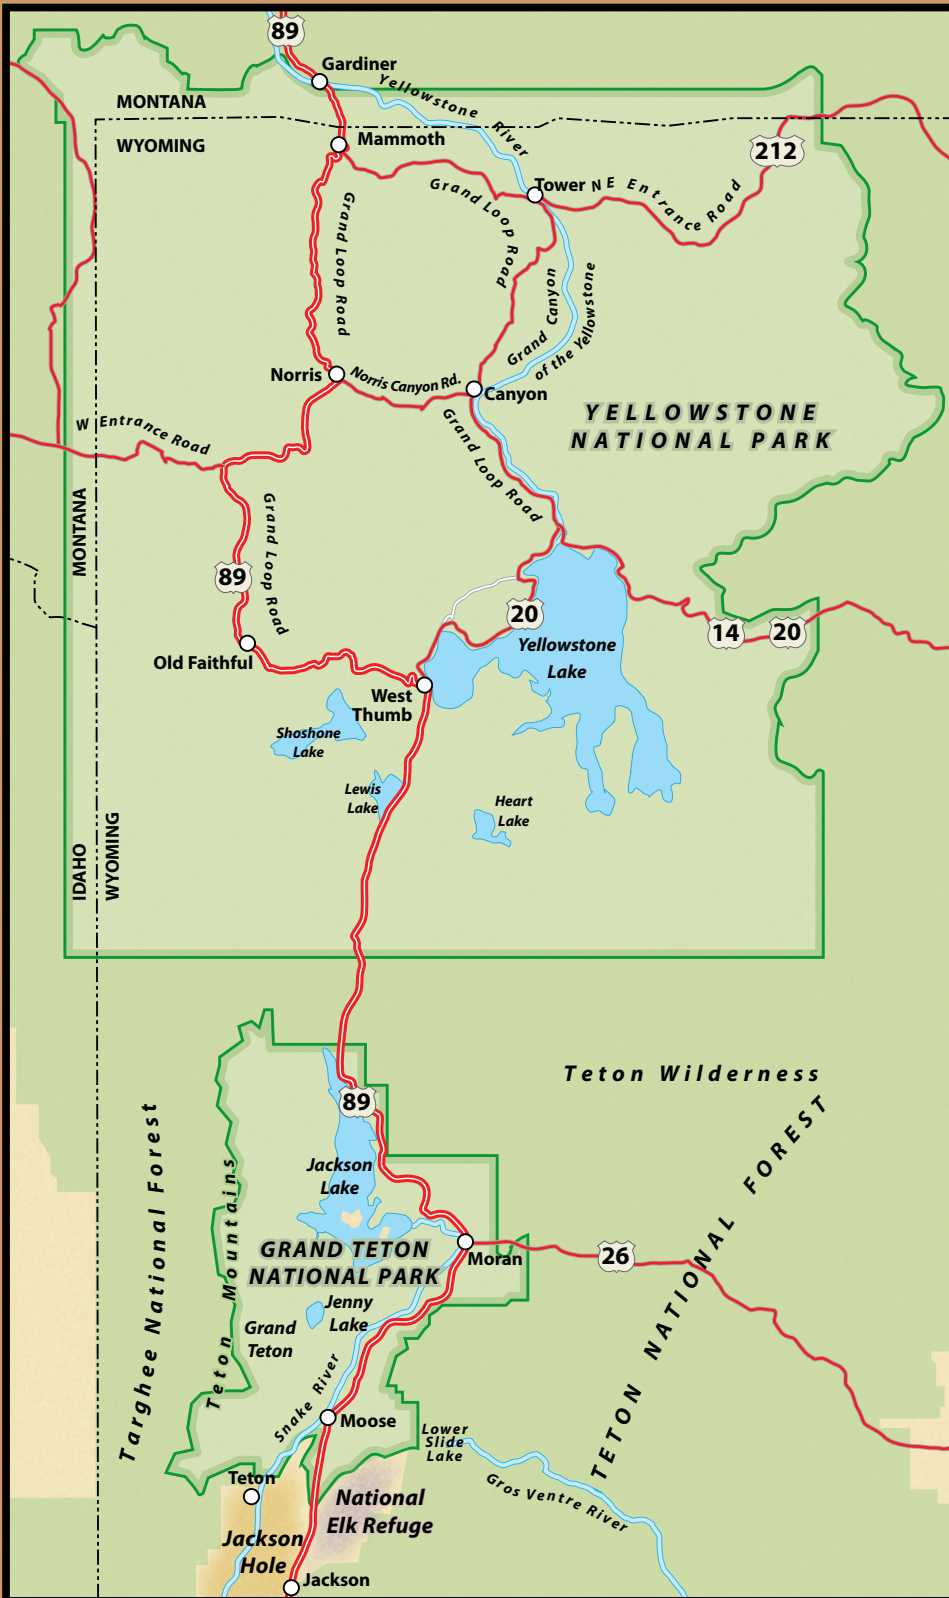 89
Gardiner
Yellowstone River
MONTANA
WYOMING
Mammoth
212
Tower
NE Entrance Road
Grand Loop Road
Grand Loop Road
Grand Canyon
of the Yellowstone
Norris
Norris Canyon Rd.
Canyon
W Entrance Road
YELLOWSTONE
NATIONAL PARK
Grand Loop Road
MONTANA
Grand Loop Road
89
20
14
20
Old Faithful
Yellowstone
Lake
West
Thumb
Shoshone
Lake
Lewis
Lake
Heart
Lake
IDAHO
WYOMING
Teton Wilderness
89
Targhee National Forest
Teton Mountains
Jackson
Lake
TETON NATIONAL FOREST
GRAND TETON
NATIONAL PARK
Moran
26
Jenny
Lake
Grand
Teton
Snake River
Moose
Lower
Slide
Lake
Gros Ventre River
Teton
National
Elk Refuge
Jackson
Hole
Jackson